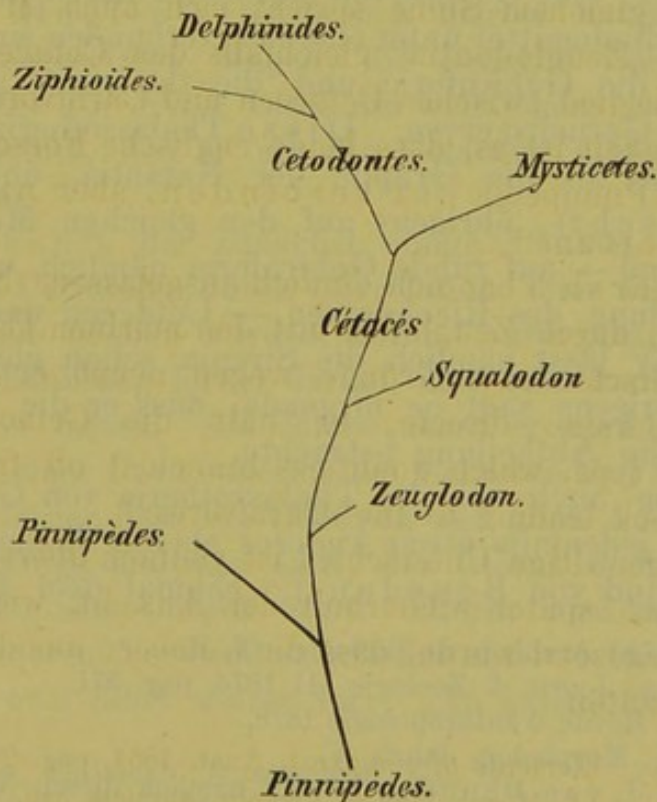 Delphinides.
Ziphioides.
Cetodontes.
Mysticetes.
Cétacés
Squalodon
Zeuglodon.
Pinnipèdes.
Pinnipèdes.